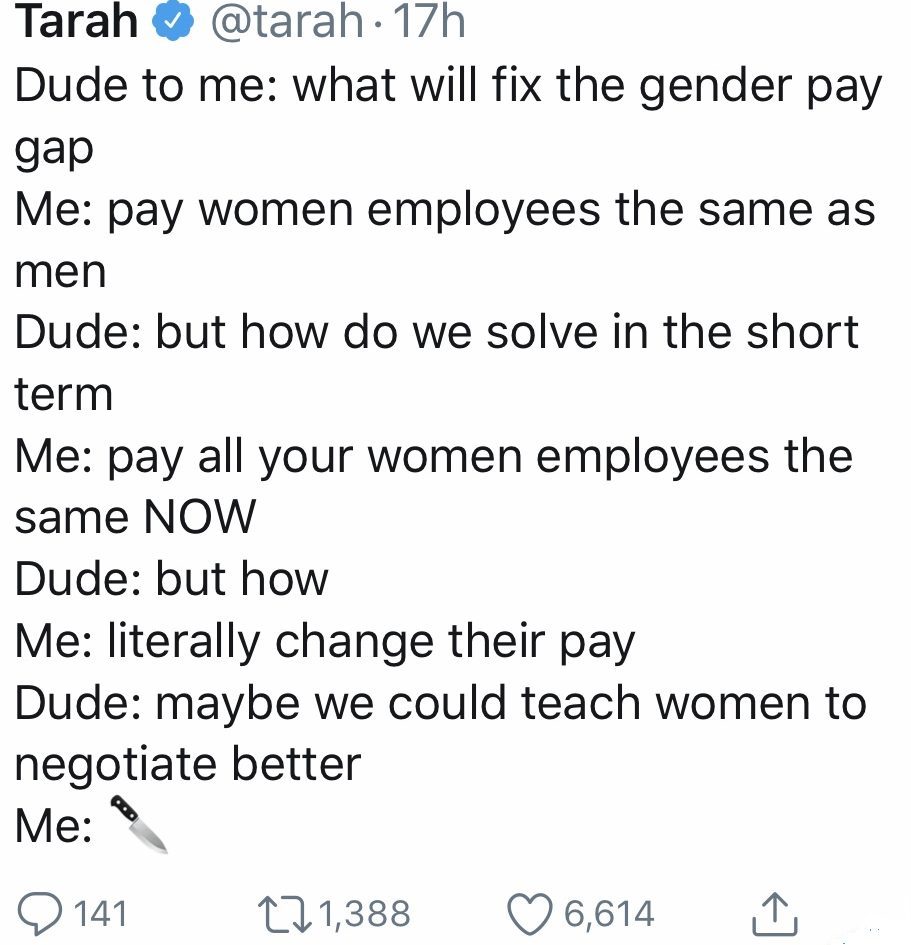 Tarah @tarah · 17h
Dude to me: what will fix the gender pay
gap
Me: pay women employees the same as
men
Dude: but how do we solve in the short
term
Me: pay all your women employees the
same NOW
Dude: but how
Me: literally change their pay
Dude: maybe we could teach women to
negotiate better
Me: 🔪
141 1,388 6,614